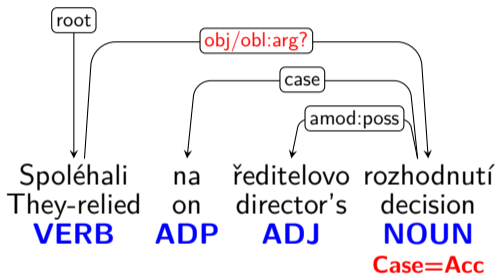 root
obj/obl:arg?
case
amod:poss
Spoléhali na ředitelovo rozhodnutí
They-relied on director's decision
VERB ADP ADJ NOUN
Case=Acc